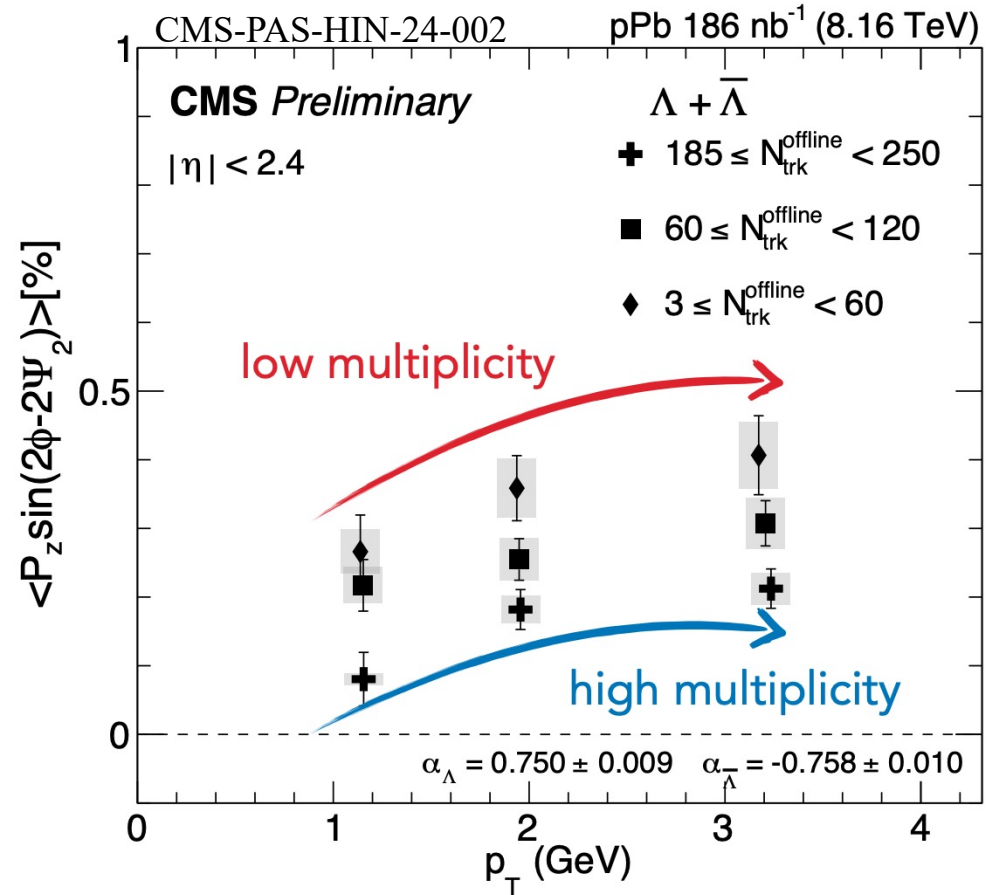 CMS-PAS-HIN-24-002 pPb 186 nb⁻¹ (8.16 TeV)
CMS Preliminary
|η| < 2.4
Λ + Λ̅
185 ≤ N_trk^offline < 250
60 ≤ N_trk^offline < 120
3 ≤ N_trk^offline < 60
low multiplicity
high multiplicity
α_Λ = 0.750 ± 0.009 α_Λ̅ = -0.758 ± 0.010
<P_z sin(2ϕ-2Ψ_2)>[%]
1
0.5
0
0 1 2 3 4
p_T (GeV)